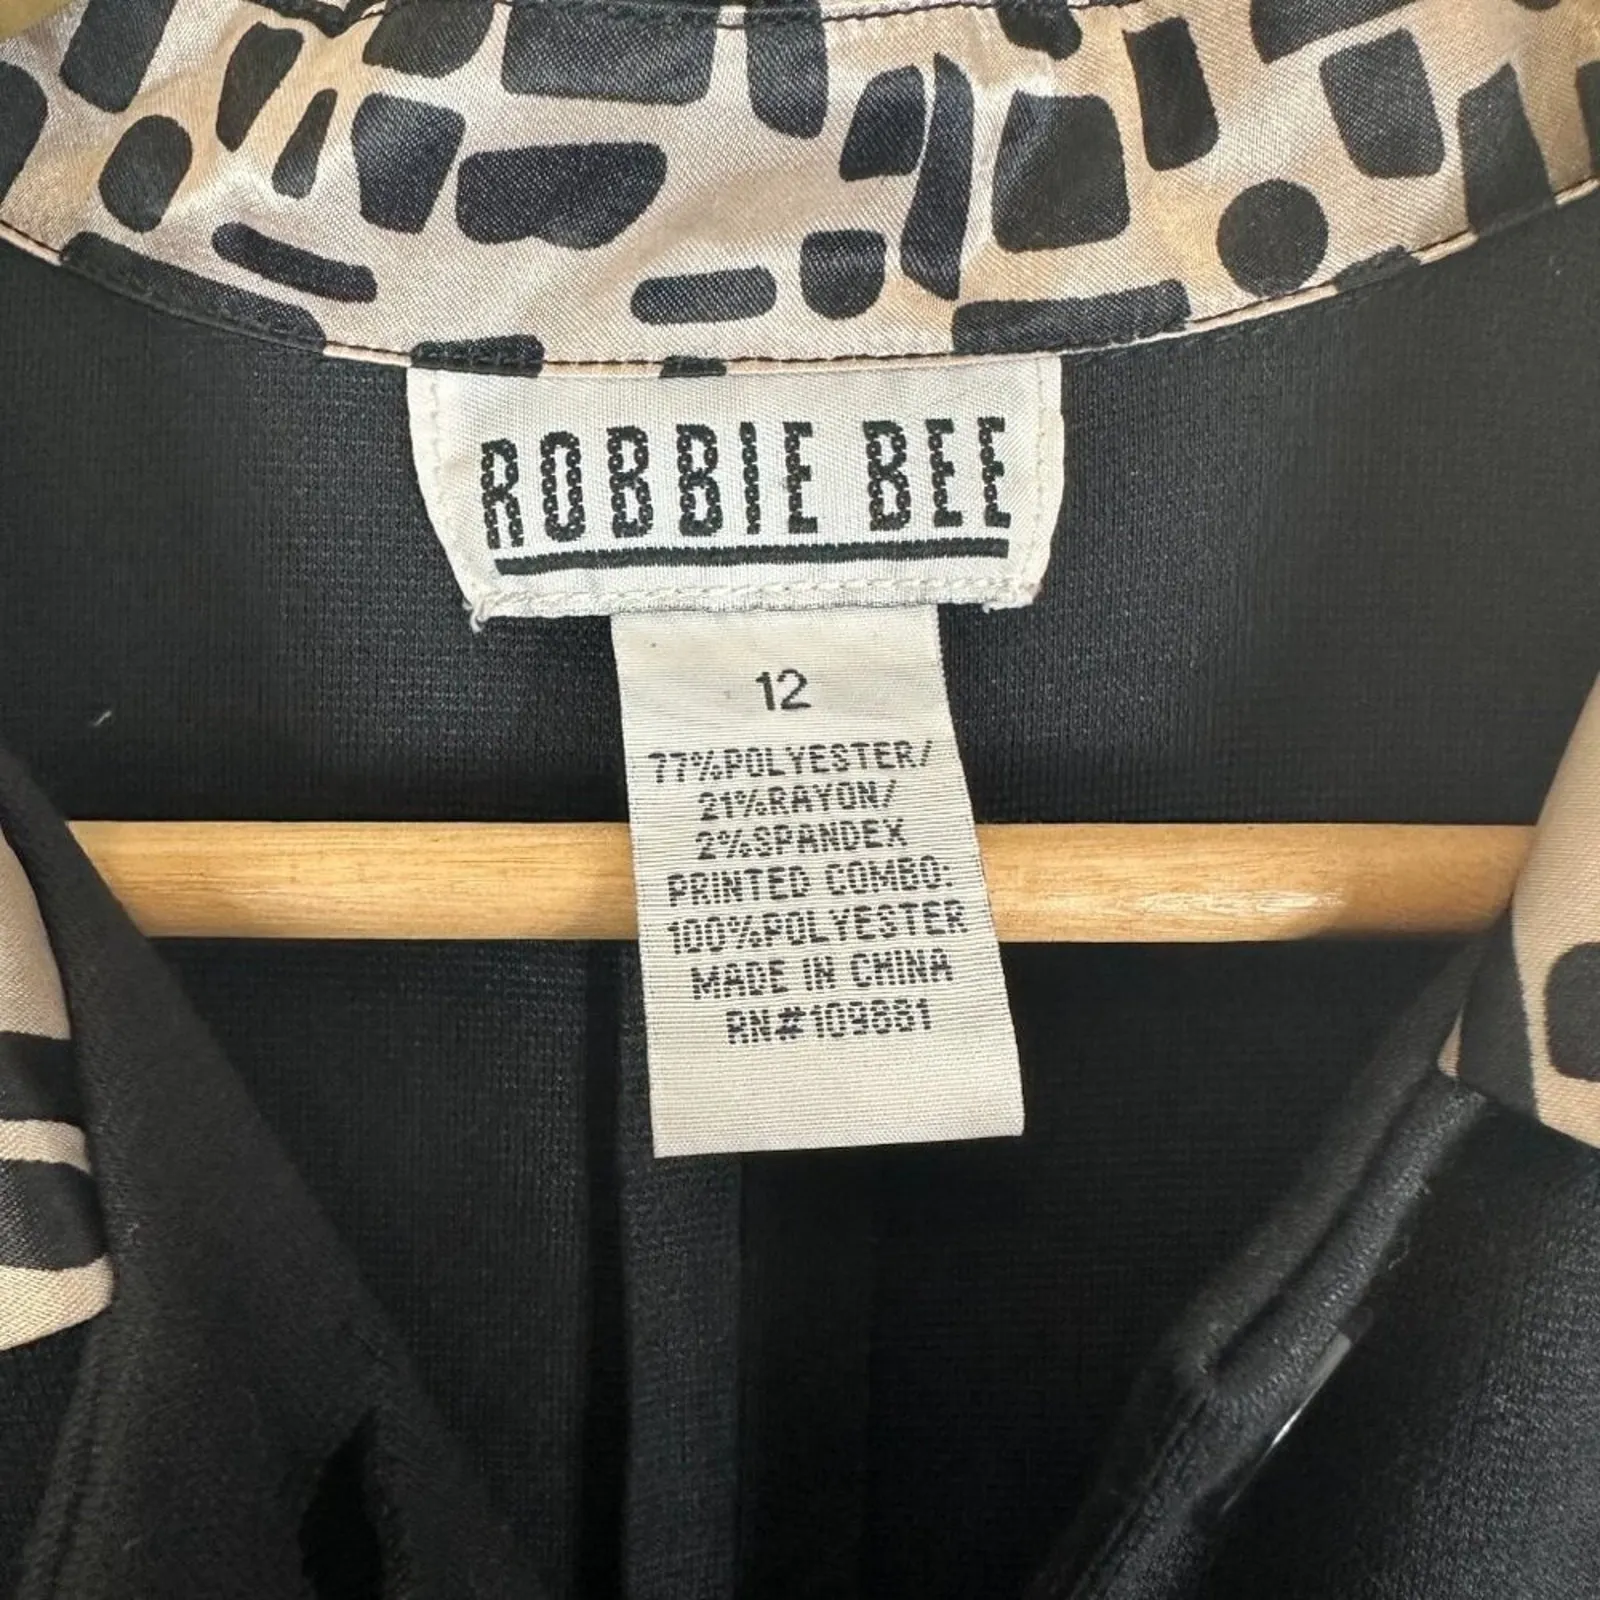 ROBBIE BEE
12
77%POLYESTER/
21%RAYON/
2%SPANDEX
PRINTED COMBO:
100%POLYESTER
MADE IN CHINA
RN#109881